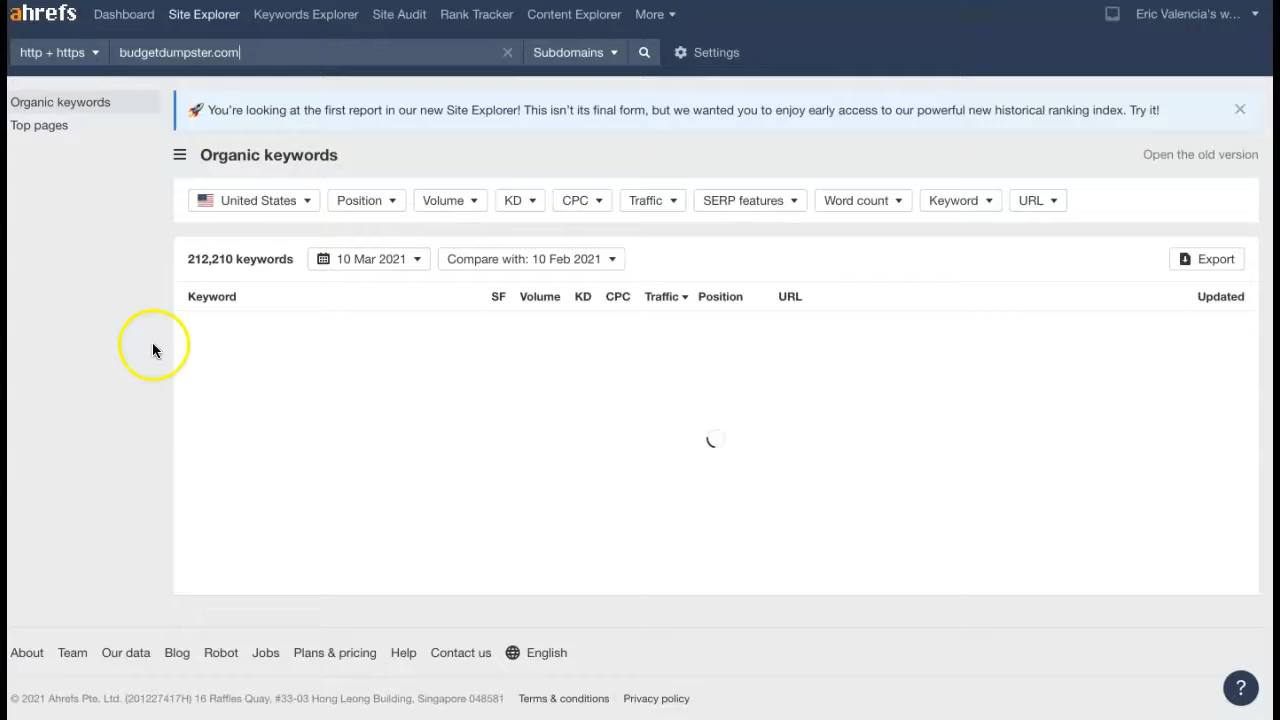 ahrefs Dashboard Site Explorer Keywords Explorer Site Audit Rank Tracker Content Explorer More Eric Valencia's w...
http + https budgetdumpster.com Subdomains Settings
Organic keywords
Top pages
You're looking at the first report in our new Site Explorer! This isn't its final form, but we wanted you to enjoy early access to our powerful new historical ranking index. Try it!
Organic keywords Open the old version
United States Position Volume KD CPC Traffic SERP features Word count Keyword URL
212,210 keywords 10 Mar 2021 Compare with: 10 Feb 2021 Export
Keyword SF Volume KD CPC Traffic Position URL Updated
About Team Our data Blog Robot Jobs Plans & pricing Help Contact us English
© 2021 Ahrefs Pte. Ltd. (201227417H) 16 Raffles Quay, #33-03 Hong Leong Building, Singapore 048581 Terms & conditions Privacy policy
?